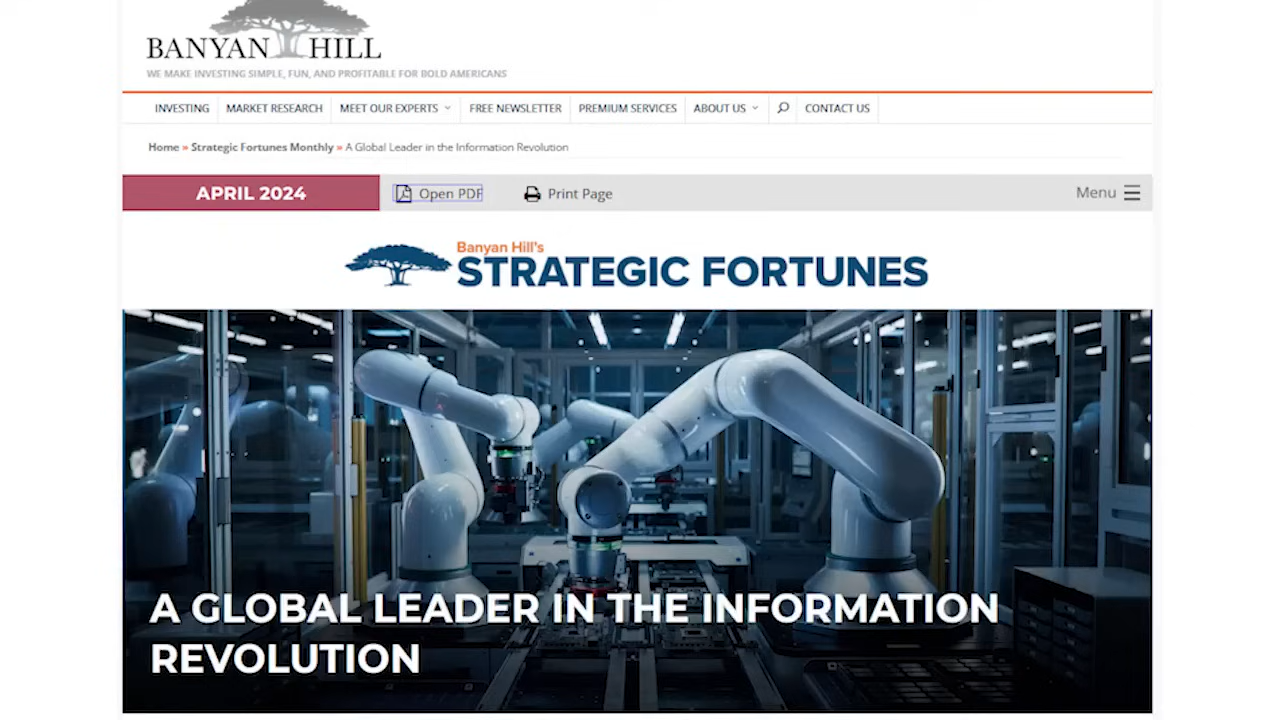 BANYAN HILL
WE MAKE INVESTING SIMPLE, FUN, AND PROFITABLE FOR BOLD AMERICANS
INVESTING MARKET RESEARCH MEET OUR EXPERTS FREE NEWSLETTER PREMIUM SERVICES ABOUT US CONTACT US
Home » Strategic Fortunes Monthly » A Global Leader in the Information Revolution
APRIL 2024 Open PDF Print Page Menu
Banyan Hill's
STRATEGIC FORTUNES
A GLOBAL LEADER IN THE INFORMATION
REVOLUTION